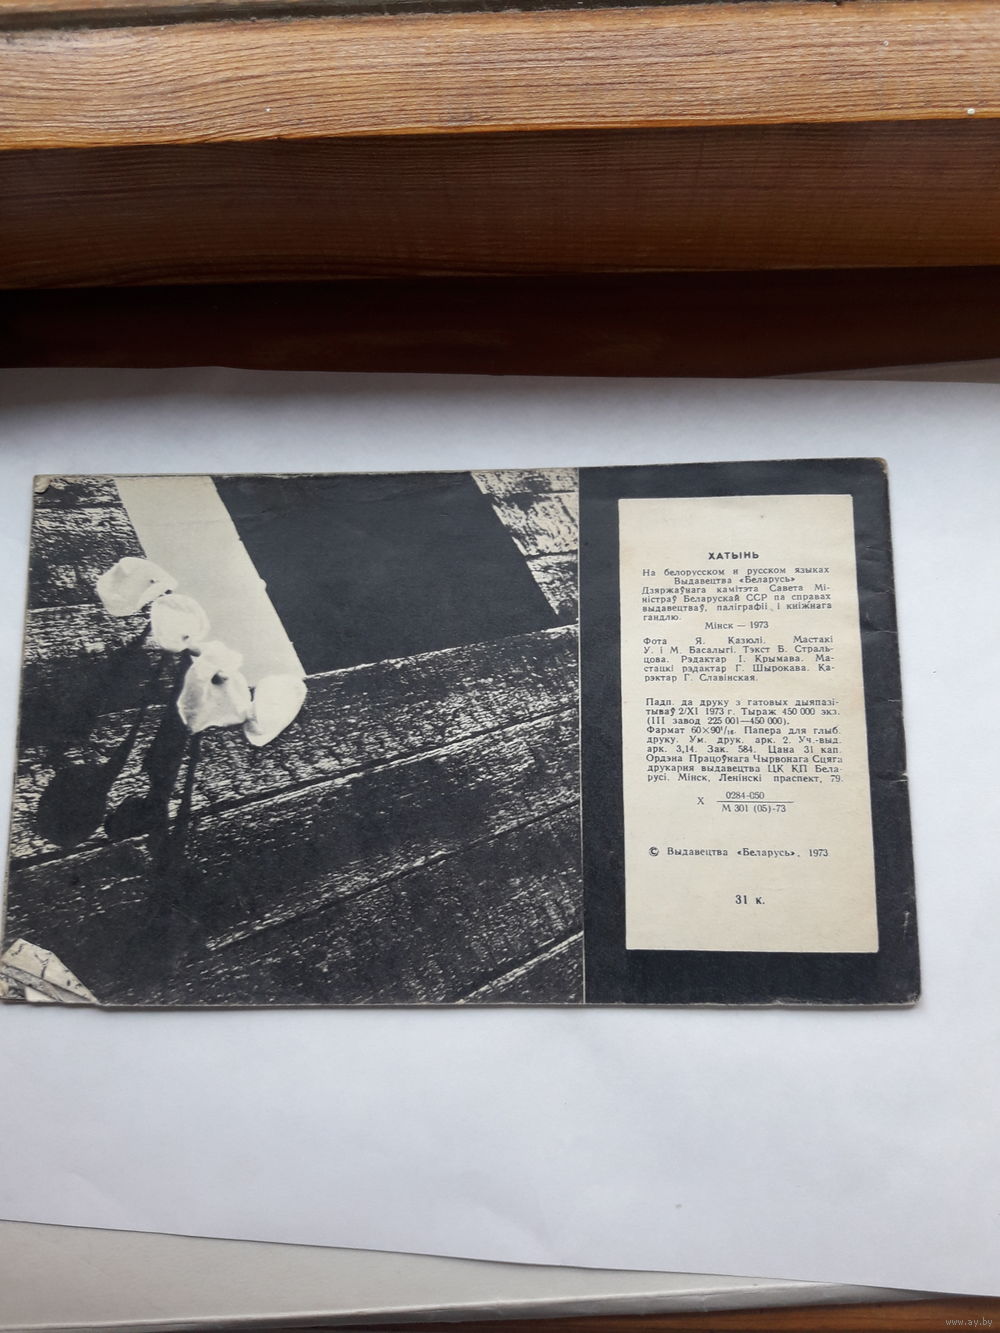 ХАТЫНЬ
На белорусском и русском языках
Выдавецтва «Беларусь»
Дзяржаўнага камітэта Савета Мі-
ністраў Беларускай ССР па справах
выдавецтваў, паліграфіі і кніжнага
гандлю.
Мінск — 1973
Фота Я. Казюлі. Мастакі
У. і М. Басалыгі. Тэкст Б. Страль-
цова. Рэдактар І. Крымава. Ма-
стацкі рэдактар Г. Шырокава. Ка-
рэктар Г. Славінская.
Падп. да друку з гатовых дыяпазі-
тываў 2/XI 1973 г. Тыраж 450 000 экз.
(III завод 225 001—450 000).
Фармат 60×90¹/₁₆. Папера для глыб.
друку. Ум. друк. арк. 2. Уч.-выд.
арк. 3,14. Зак. 584. Цана 31 кап.
Ордэна Працоўнага Чырвонага Сцяга
друкарня выдавецтва ЦК КП Бела-
русі. Мінск, Ленінскі праспект, 79.
Х 0284-050
М 301 (05)-73
© Выдавецтва «Беларусь», 1973
31 к.
www.ay.by